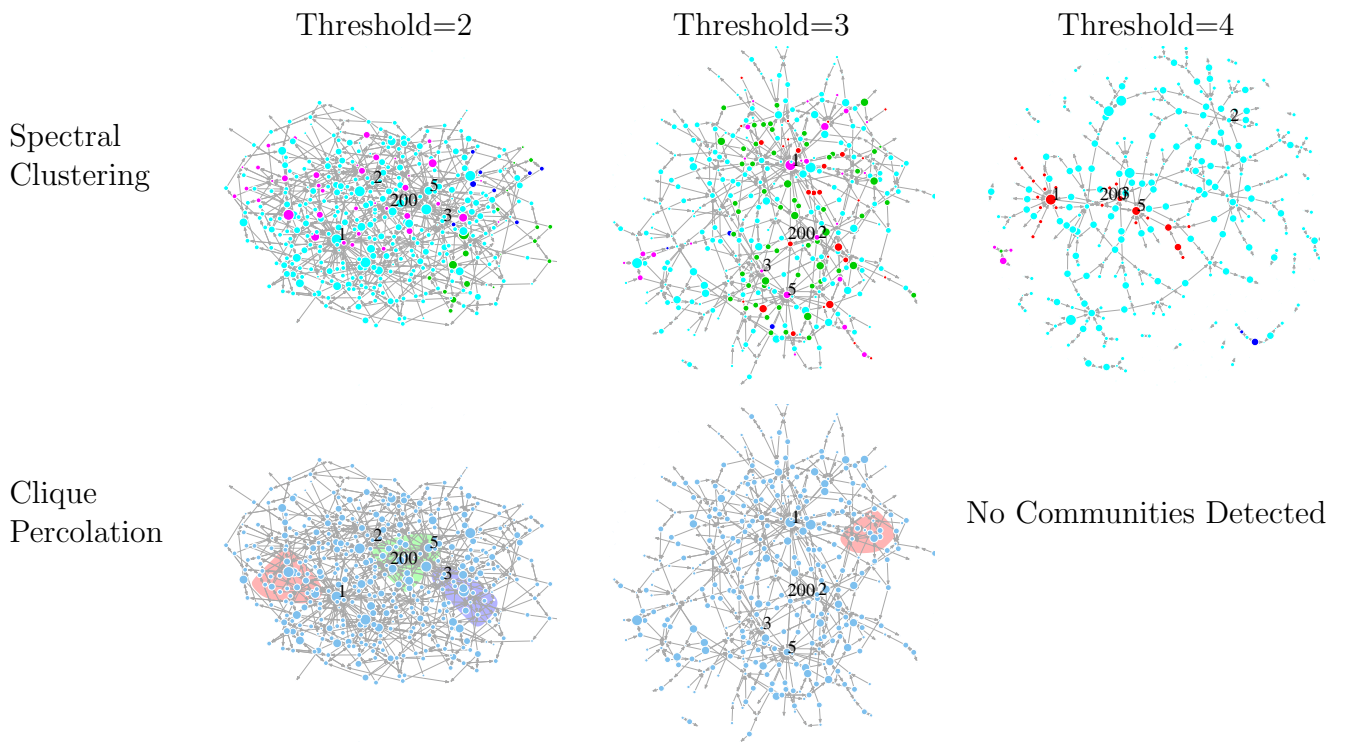 Threshold=2
Threshold=3
Threshold=4
Spectral
Clustering
2
5
200
3
1
1
200 2
3
5
2
1
200
5
Clique
Percolation
2
5
200
3
1
1
200 2
3
5
No Communities Detected